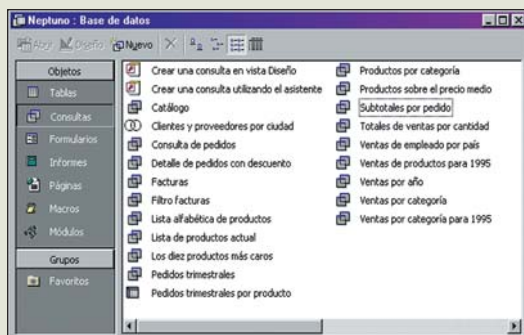 Neptuno : Base de datos
Abrir Diseño Nuevo
Objetos
Tablas
Consultas
Formularios
Informes
Páginas
Macros
Módulos
Grupos
Favoritos
Crear una consulta en vista Diseño
Crear una consulta utilizando el asistente
Catálogo
Clientes y proveedores por ciudad
Consulta de pedidos
Detalle de pedidos con descuento
Facturas
Filtro facturas
Lista alfabética de productos
Lista de productos actual
Los diez productos más caros
Pedidos trimestrales
Pedidos trimestrales por producto
Productos por categoría
Productos sobre el precio medio
Subtotales por pedido
Totales de ventas por cantidad
Ventas de empleado por país
Ventas de productos para 1995
Ventas por año
Ventas por categoría
Ventas por categoría para 1995